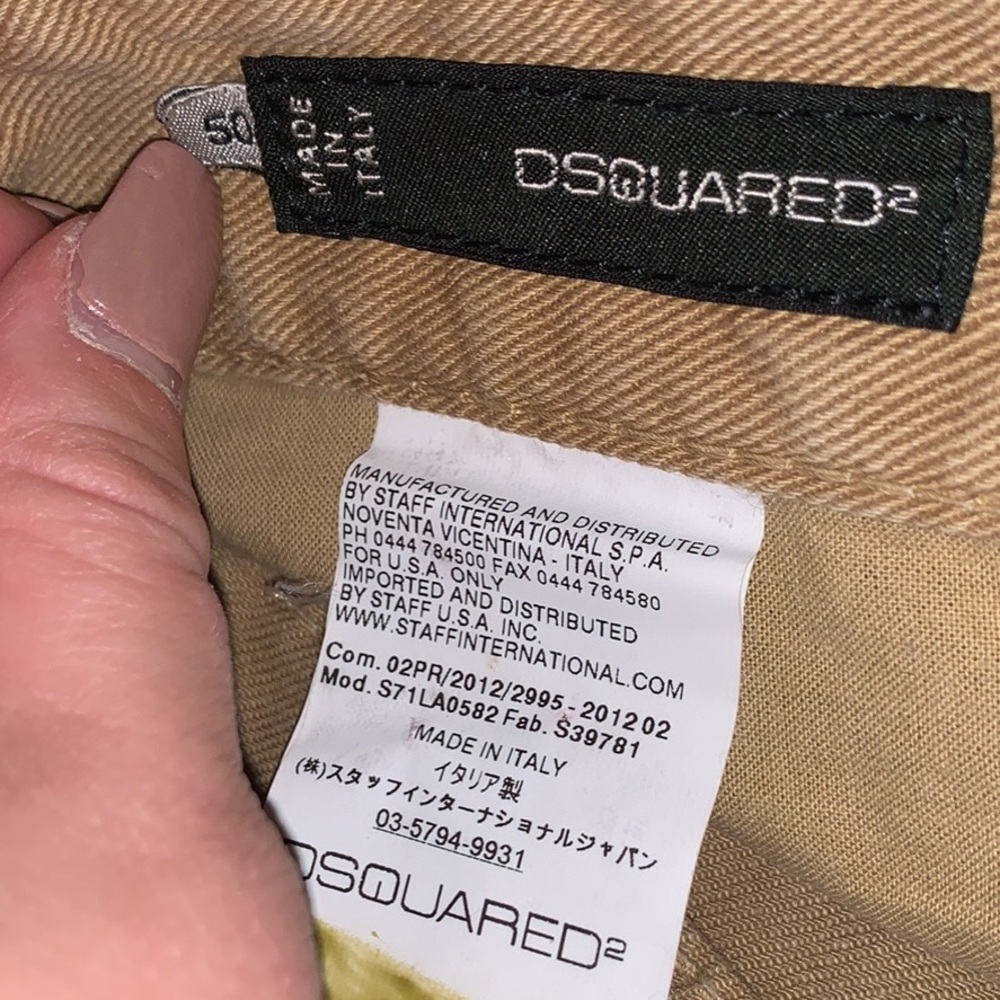 50
MADE
IN
ITALY
DSQUARED²
MANUFACTURED AND DISTRIBUTED
BY STAFF INTERNATIONAL S.P.A.
NOVENTA VICENTINA - ITALY
PH 0444 784500 FAX 0444 784580
FOR U.S.A. ONLY
IMPORTED AND DISTRIBUTED
BY STAFF U.S.A. INC.
WWW.STAFFINTERNATIONAL.COM
Com. 02PR/2012/2995 - 2012 02
Mod. S71LA0582 Fab. S39781
MADE IN ITALY
イタリア製
(株)スタッフインターナショナルジャパン
03-5794-9931
DSQUARED²